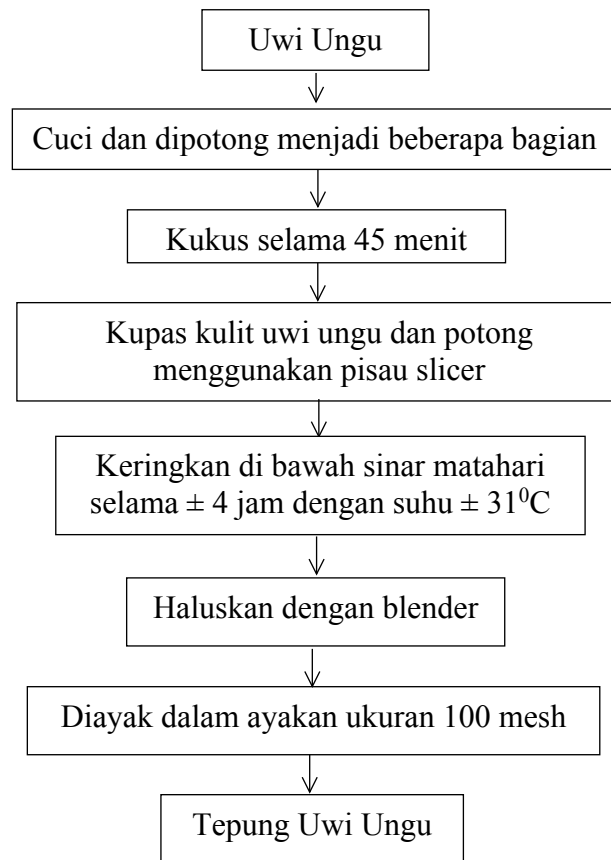 Uwi Ungu
Cuci dan dipotong menjadi beberapa bagian
Kukus selama 45 menit
Kupas kulit uwi ungu dan potong
menggunakan pisau slicer
Keringkan di bawah sinar matahari
selama ± 4 jam dengan suhu ± 31⁰C
Haluskan dengan blender
Diayak dalam ayakan ukuran 100 mesh
Tepung Uwi Ungu